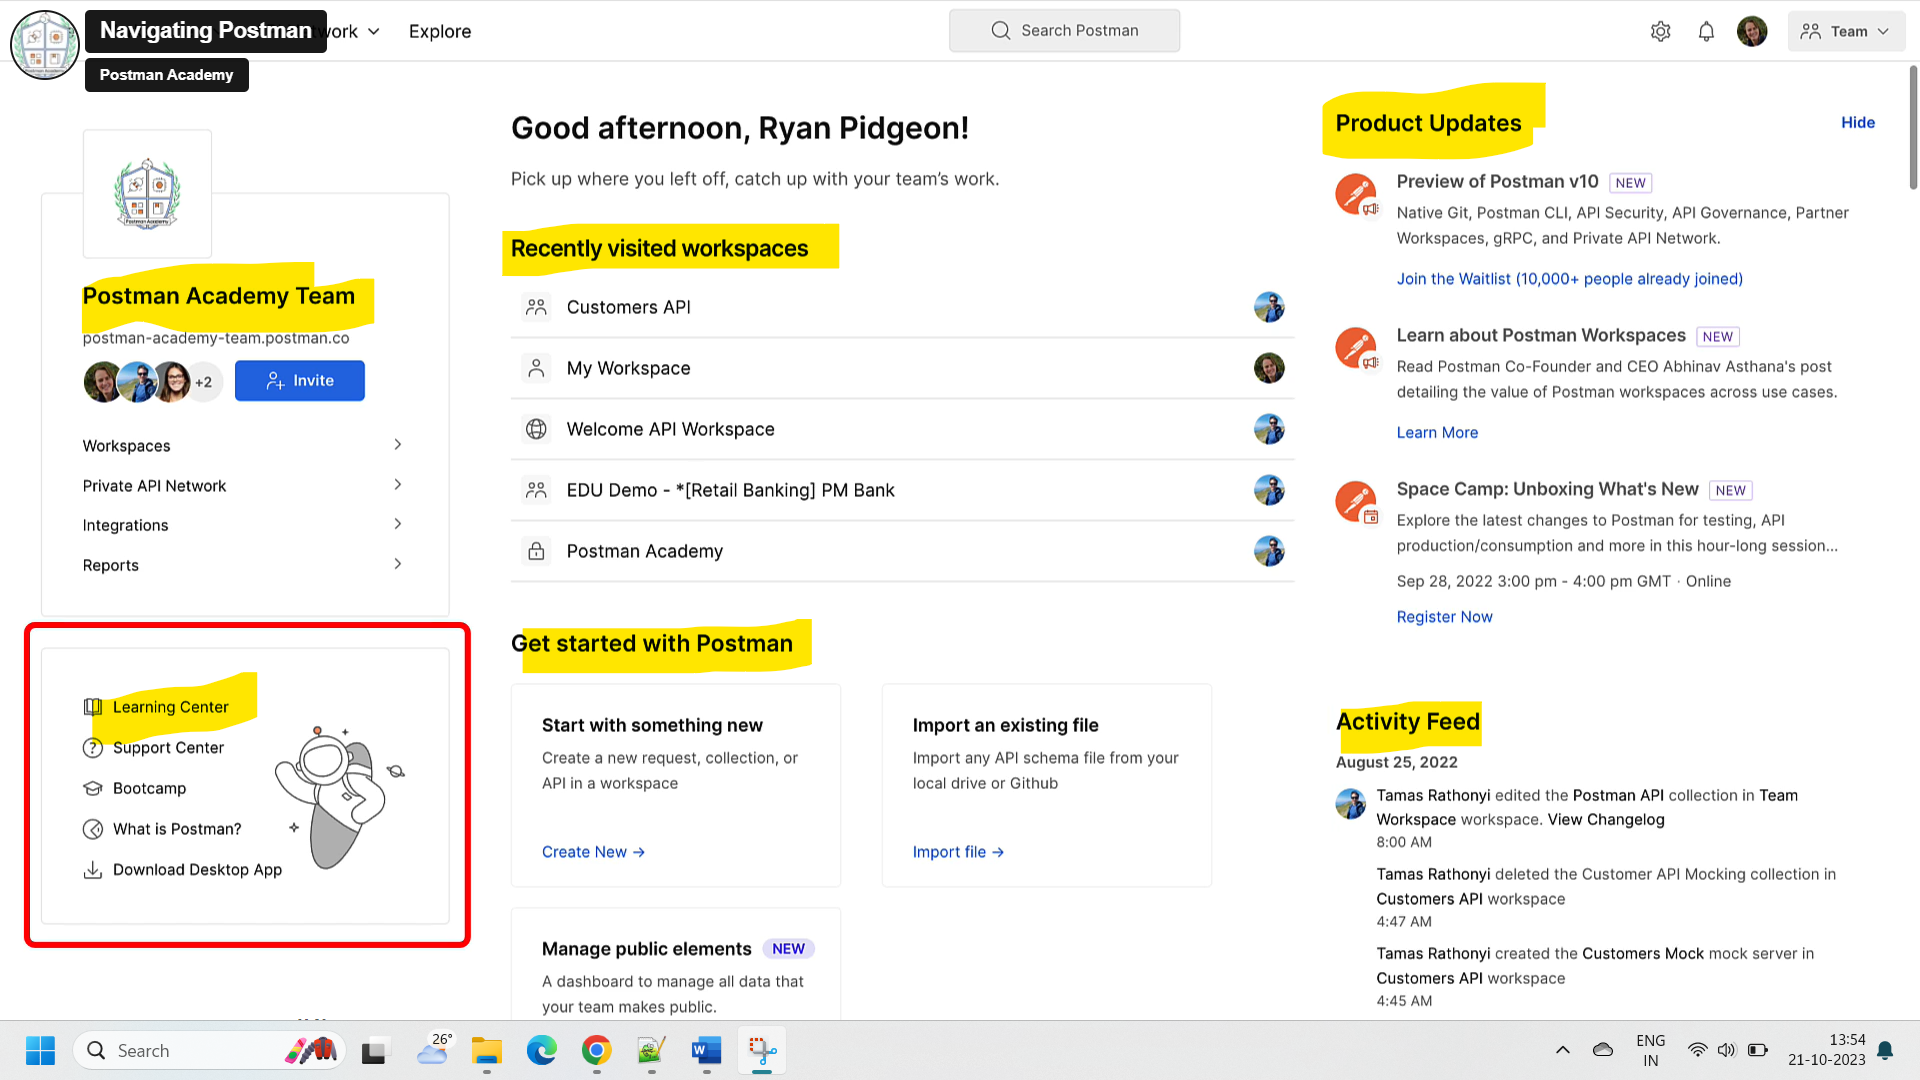 Navigating Postman
work
Explore
Search Postman
Team
Postman Academy
Postman Academy
Postman Academy Team
postman-academy-team.postman.co
+2
Invite
Workspaces
Private API Network
Integrations
Reports
Learning Center
Support Center
Bootcamp
What is Postman?
Download Desktop App
Good afternoon, Ryan Pidgeon!
Pick up where you left off, catch up with your team’s work.
Recently visited workspaces
Customers API
My Workspace
Welcome API Workspace
EDU Demo - *[Retail Banking] PM Bank
Postman Academy
Get started with Postman
Start with something new
Create a new request, collection, or
API in a workspace
Create New →
Import an existing file
Import any API schema file from your
local drive or Github
Import file →
Manage public elements NEW
A dashboard to manage all data that
your team makes public.
Product Updates
Hide
Preview of Postman v10 NEW
Native Git, Postman CLI, API Security, API Governance, Partner
Workspaces, gRPC, and Private API Network.
Join the Waitlist (10,000+ people already joined)
Learn about Postman Workspaces NEW
Read Postman Co-Founder and CEO Abhinav Asthana's post
detailing the value of Postman workspaces across use cases.
Learn More
Space Camp: Unboxing What's New NEW
Explore the latest changes to Postman for testing, API
production/consumption and more in this hour-long session...
Sep 28, 2022 3:00 pm - 4:00 pm GMT · Online
Register Now
Activity Feed
August 25, 2022
Tamas Rathonyi edited the Postman API collection in Team
Workspace workspace. View Changelog
8:00 AM
Tamas Rathonyi deleted the Customer API Mocking collection in
Customers API workspace
4:47 AM
Tamas Rathonyi created the Customers Mock mock server in
Customers API workspace
4:45 AM
Search
26°
ENG
IN
13:54
21-10-2023